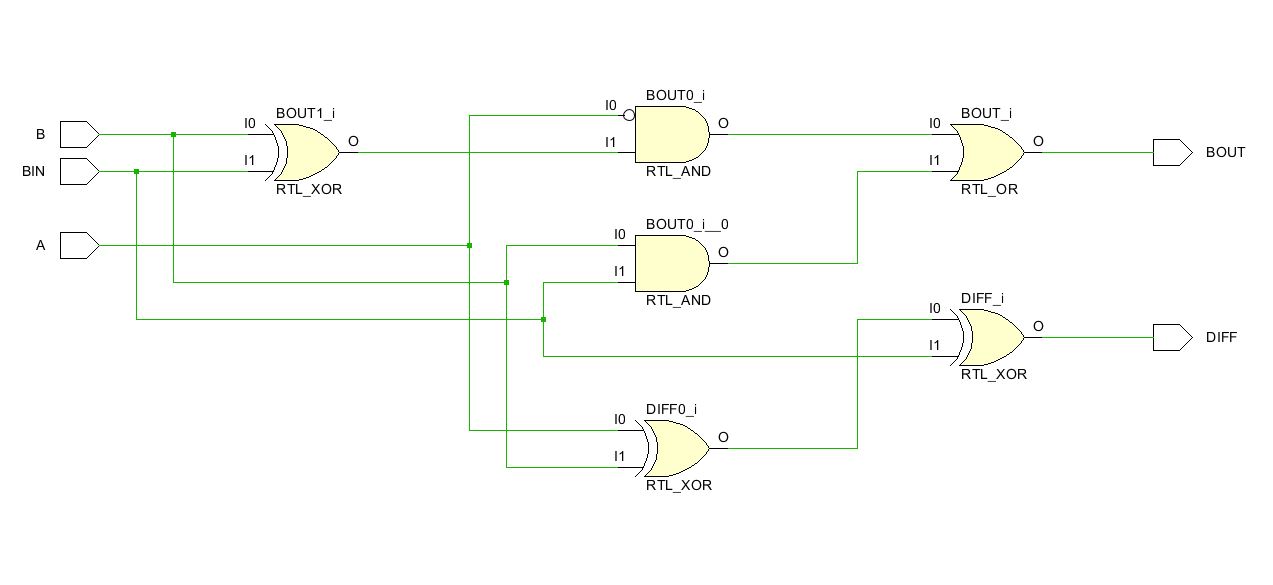 BOUT0_i
BOUT1_i
BOUT_i
I0
B
I0
I0
O
O
O
I1
I1
I1
BOUT
BIN
RTL_XOR
RTL_AND
RTL_OR
BOUT0_i__0
I0
A
O
I1
RTL_AND
DIFF_i
I0
O
DIFF
I1
RTL_XOR
DIFF0_i
I0
O
I1
RTL_XOR